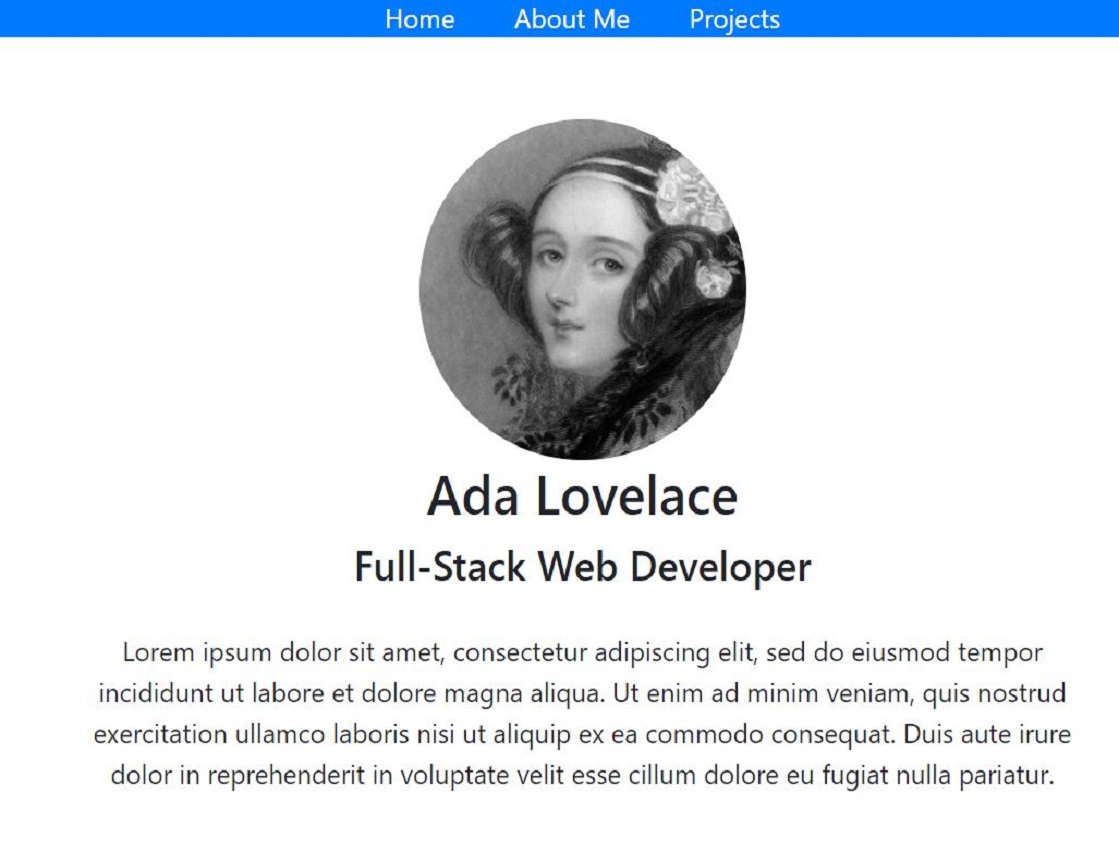 Home About Me Projects
Ada Lovelace
Full-Stack Web Developer
Lorem ipsum dolor sit amet, consectetur adipiscing elit, sed do eiusmod tempor
incididunt ut labore et dolore magna aliqua. Ut enim ad minim veniam, quis nostrud
exercitation ullamco laboris nisi ut aliquip ex ea commodo consequat. Duis aute irure
dolor in reprehenderit in voluptate velit esse cillum dolore eu fugiat nulla pariatur.